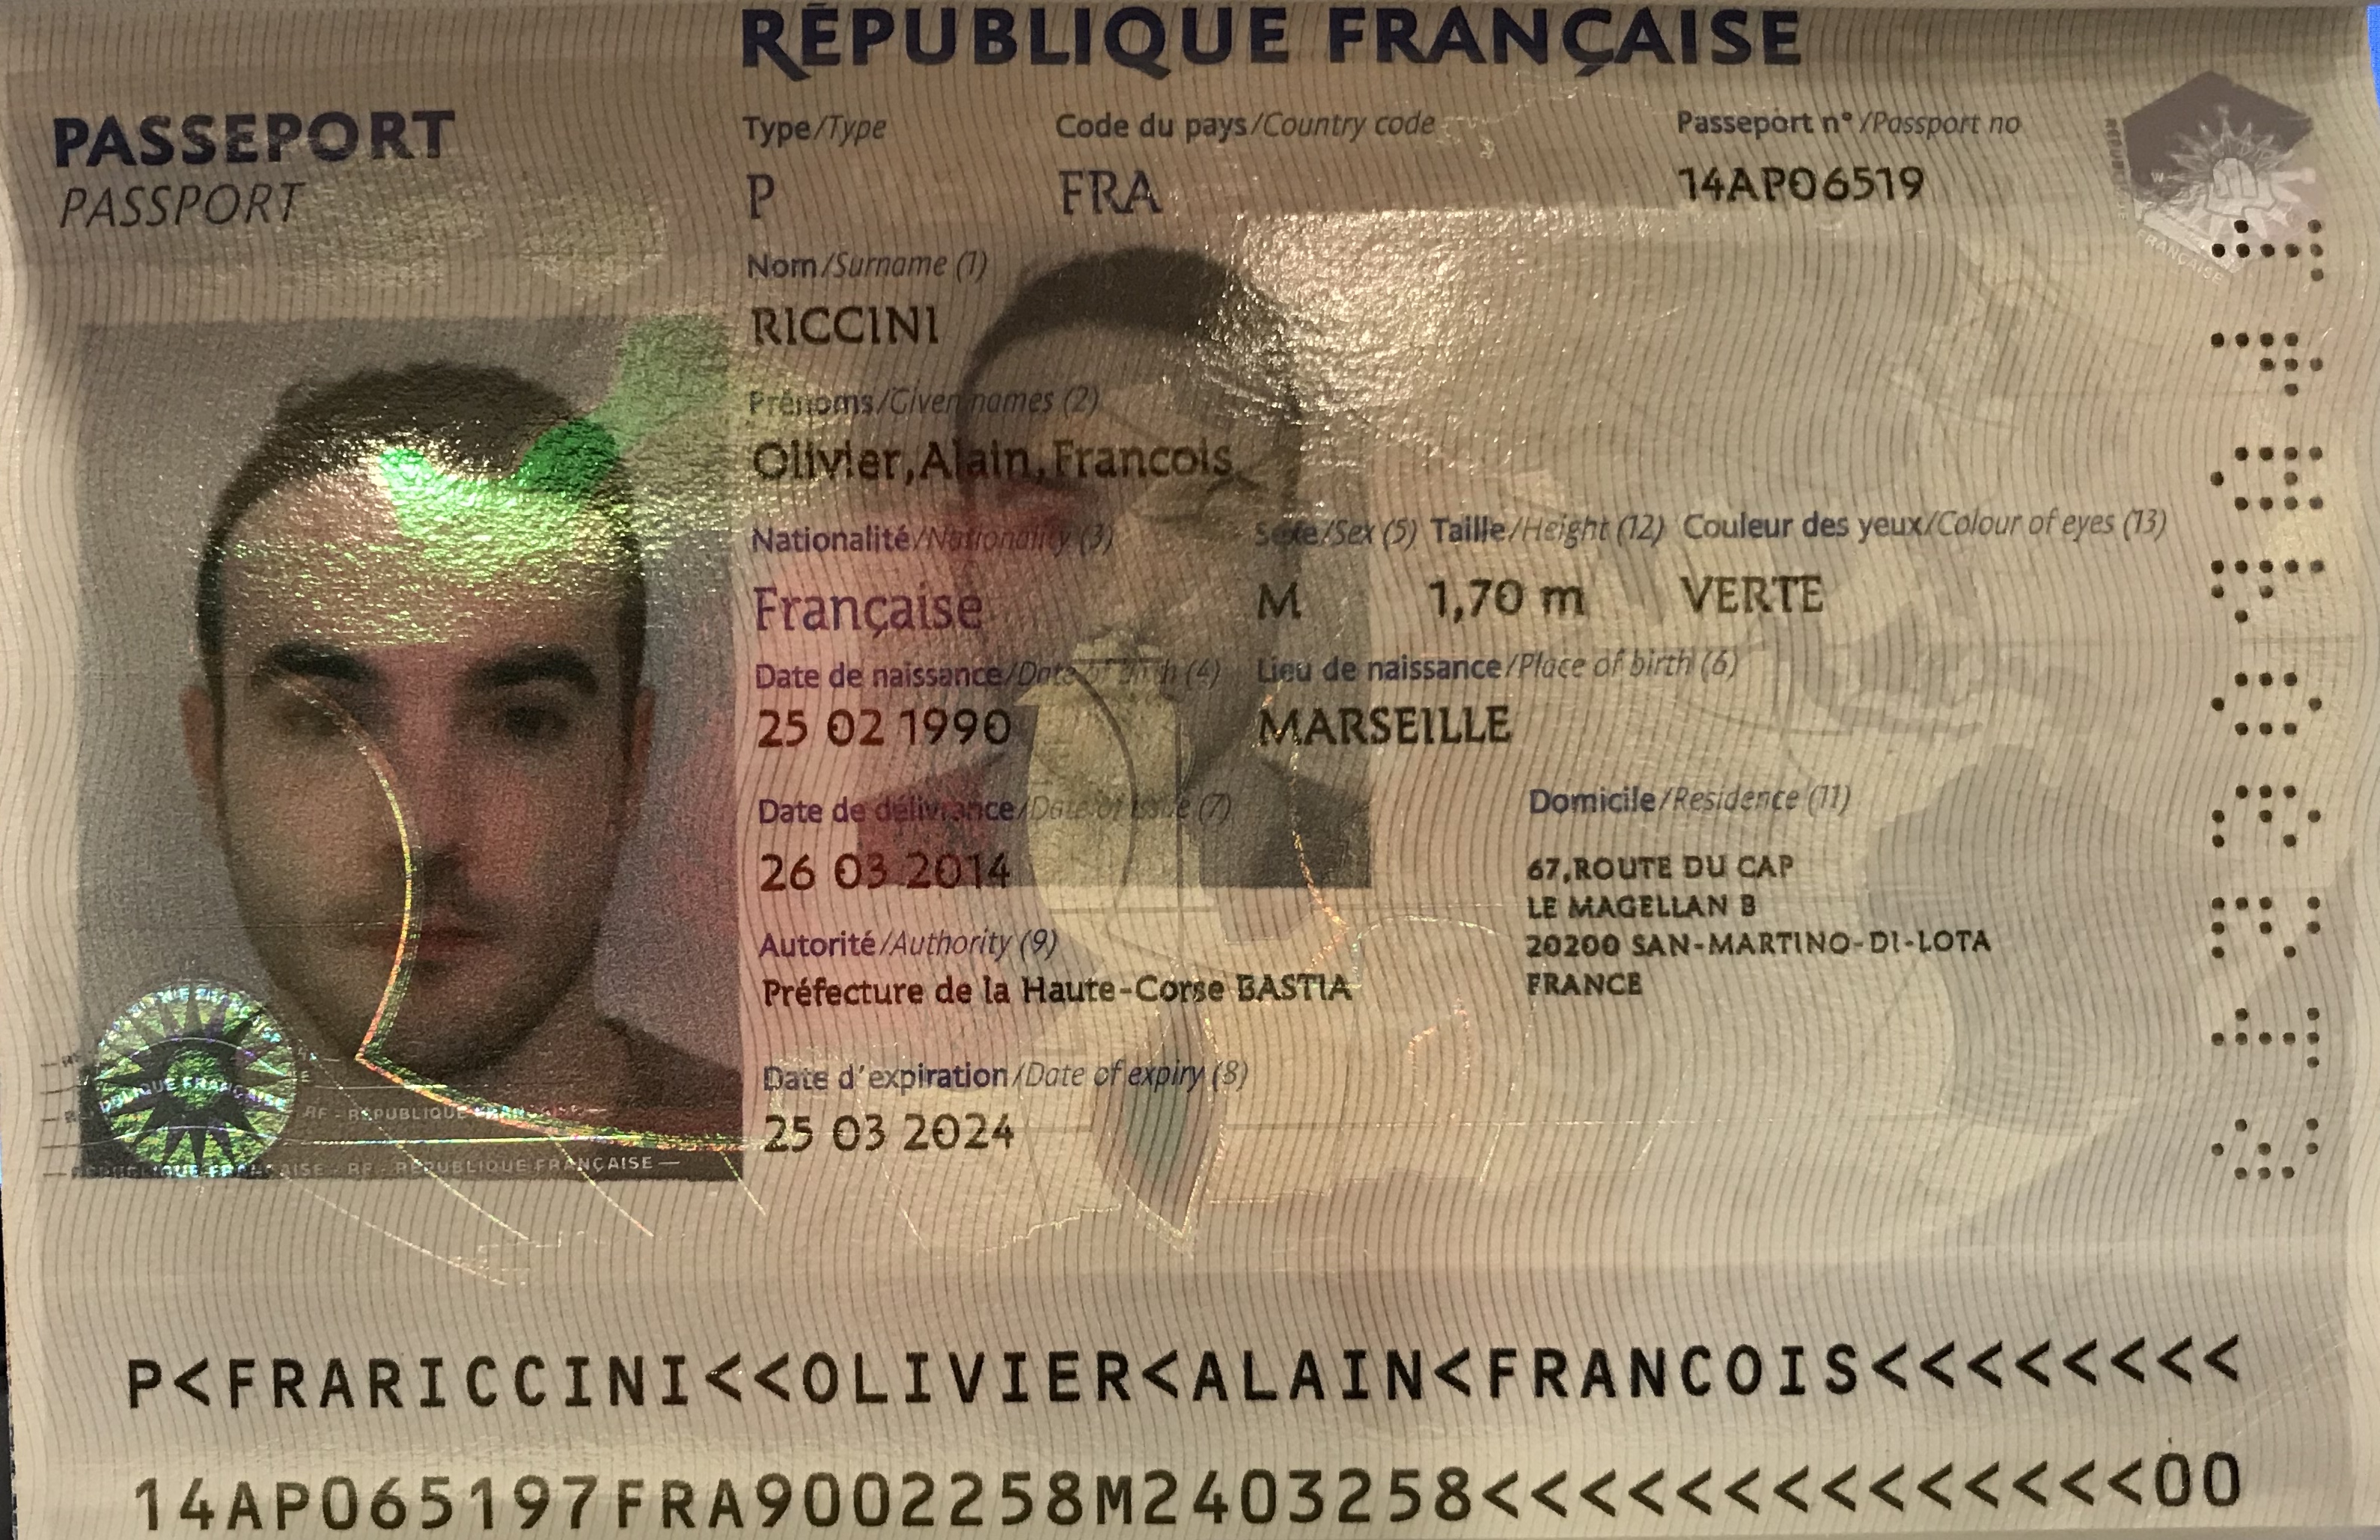 RÉPUBLIQUE FRANÇAISE
PASSEPORT
PASSPORT
Type/Type
Code du pays/Country code
Passeport n°/Passport no
P
FRA
14AP06519
Nom/Surname (1)
RICCINI
Prénoms/Given names (2)
Olivier,Alain,Francois
Nationalité/Nationality (3)
Sexe/Sex (5)
Taille/Height (12)
Couleur des yeux/Colour of eyes (13)
Française
M
1,70 m
VERTE
Date de naissance/Date of birth (4)
Lieu de naissance/Place of birth (6)
25 02 1990
MARSEILLE
Date de délivrance/Date of issue (7)
Domicile/Residence (11)
26 03 2014
67,ROUTE DU CAP
LE MAGELLAN B
20200 SAN-MARTINO-DI-LOTA
FRANCE
Autorité/Authority (9)
Préfecture de la Haute-Corse BASTIA
Date d'expiration/Date of expiry (8)
25 03 2024
RF - RÉPUBLIQUE FRANÇAISE
RÉPUBLIQUE FRANÇAISE - RF - RÉPUBLIQUE FRANÇAISE
P<FRARICCINI<<OLIVIER<ALAIN<FRANCOIS<<<<<<<<
14AP065197FRA9002258M2403258<<<<<<<<<<<<<<00